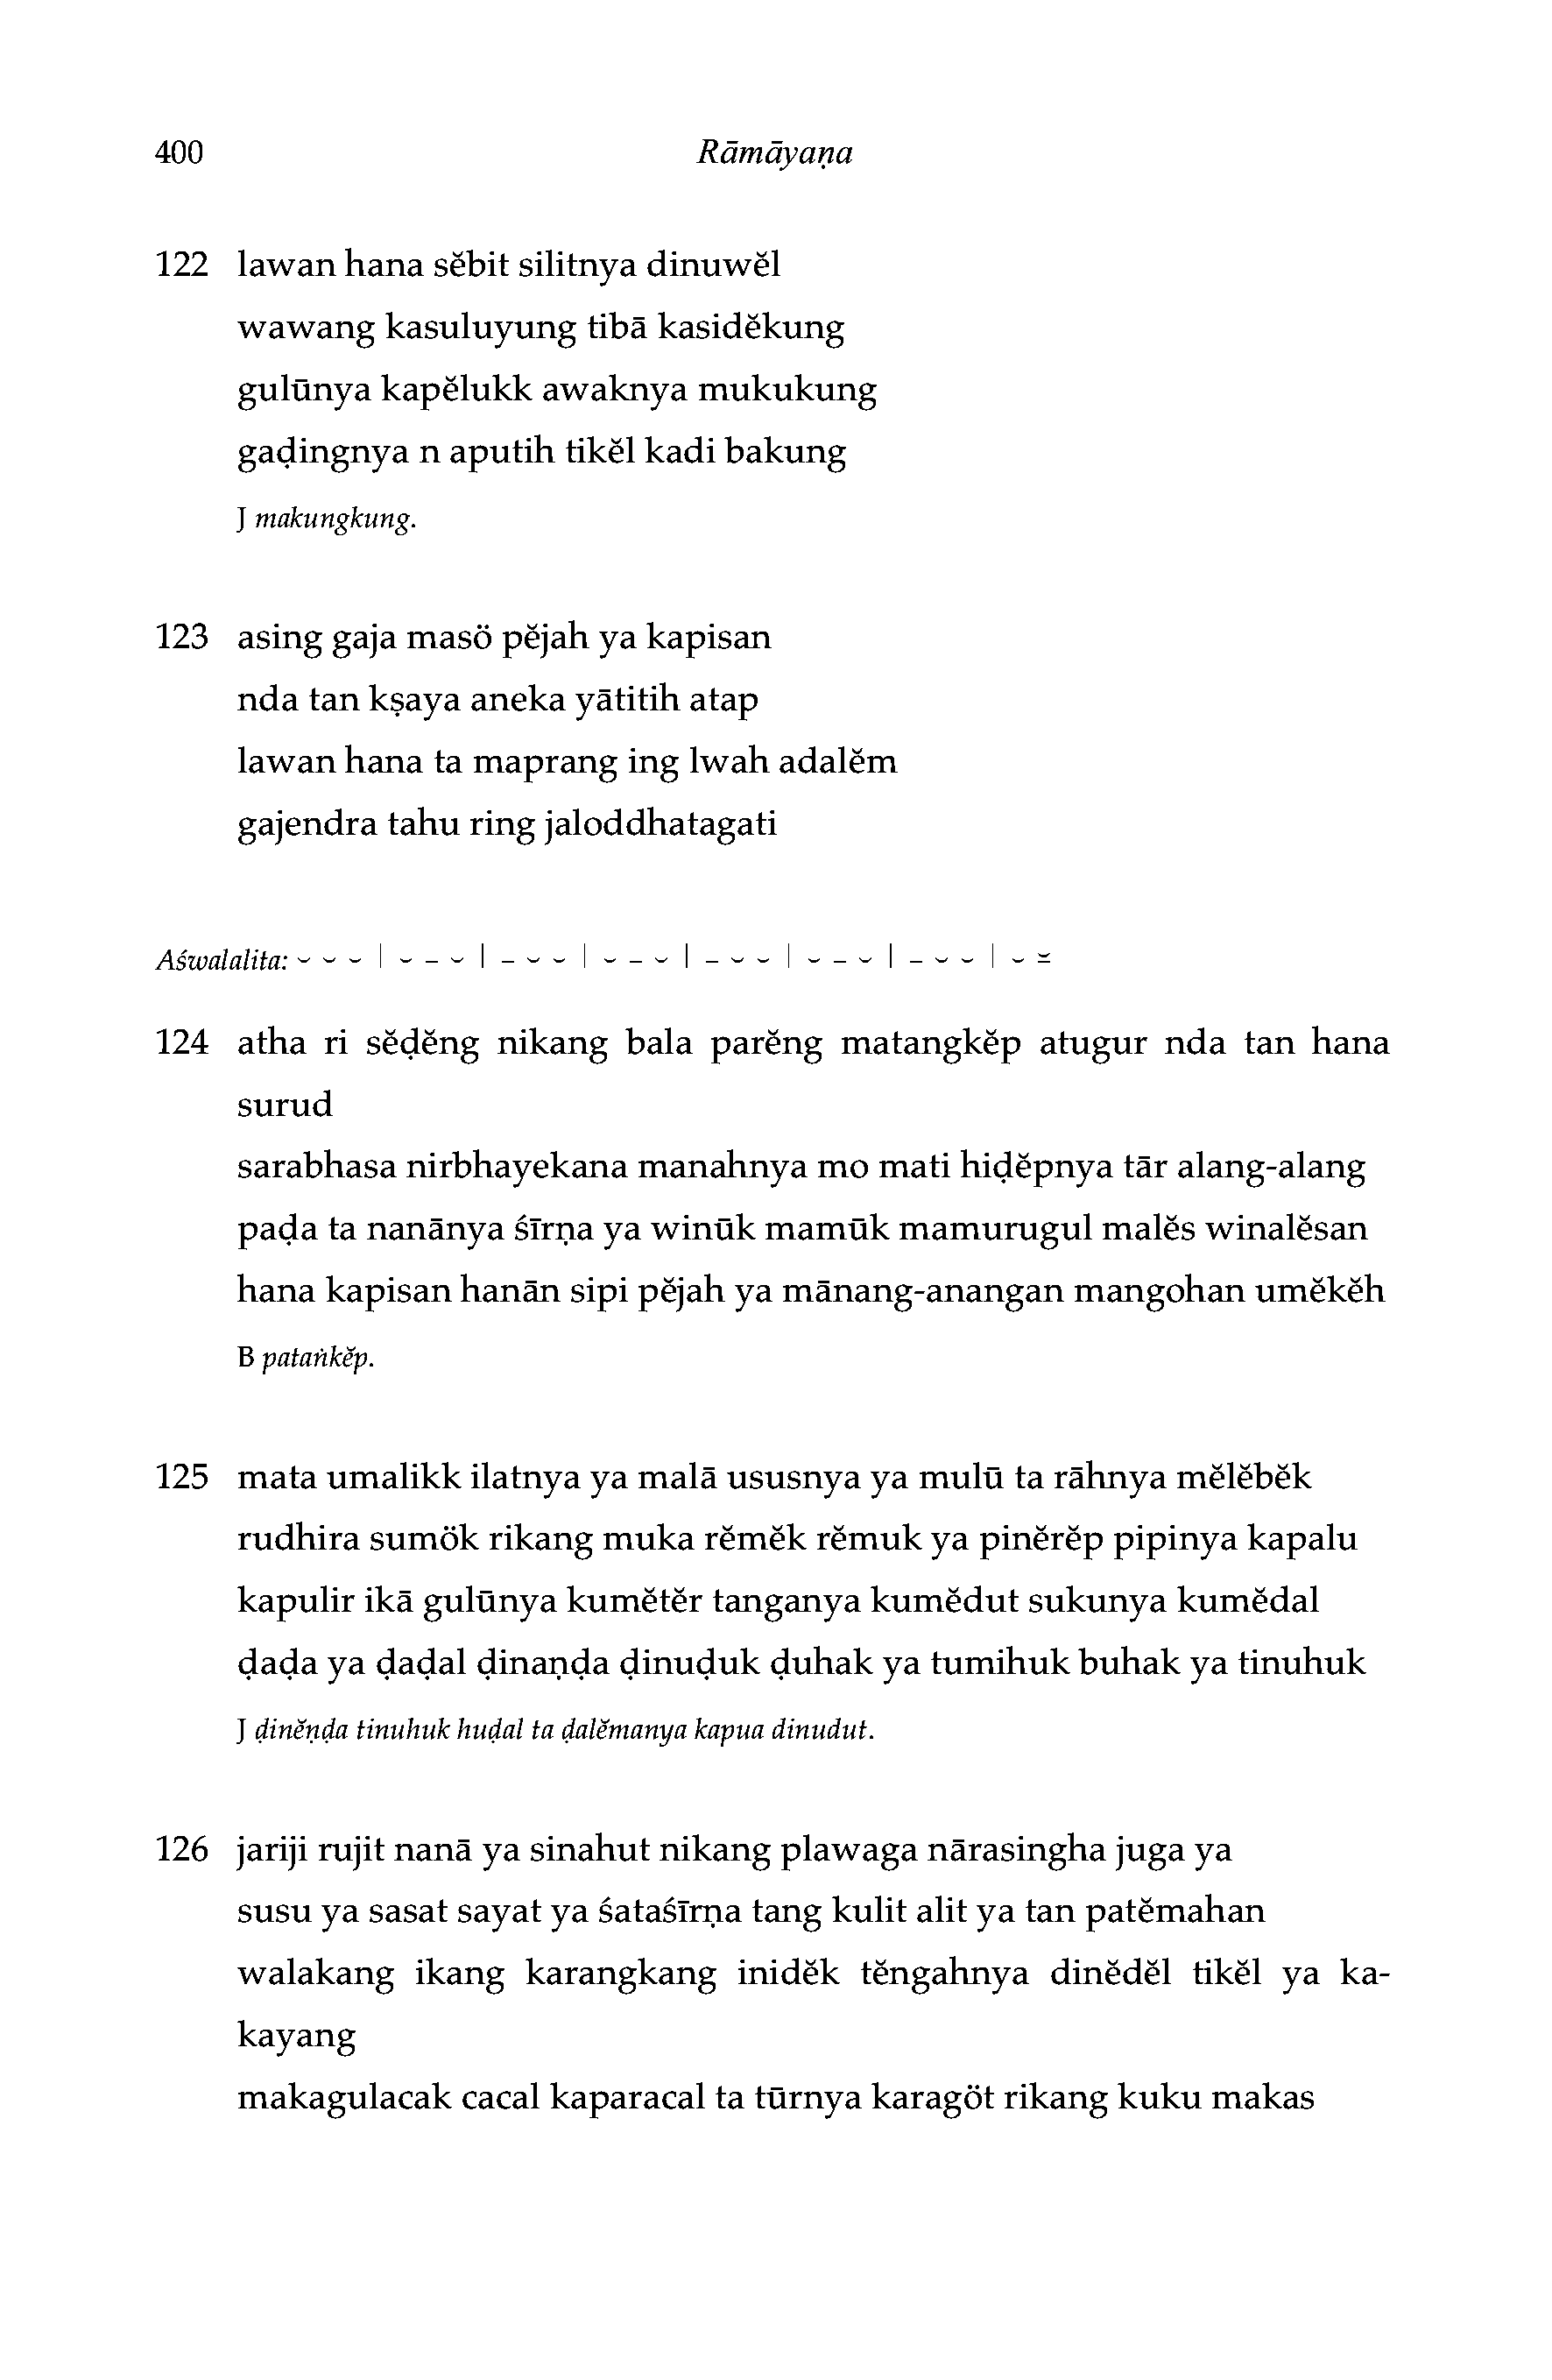 400 Rāmāyaṇa
122 lawan hana sĕbit silitnya dinuwĕl
wawang kasuluyung tibā kasidĕkung
gulūnya kapĕlukk awaknya mukukung
gaḍingnya n aputih tikĕl kadi bakung
J makungkung.
123 asing gaja masö pĕjah ya kapisan
nda tan kṣaya aneka yātitih atap
lawan hana ta maprang ing lwah adalĕm
gajendra tahu ring jaloddhatagati
Aśwalalita: ⏑ ⏑ ⏑ | ⏑ – ⏑ | – ⏑ ⏑ | ⏑ – ⏑ | – ⏑ ⏑ | ⏑ – ⏑ | – ⏑ ⏑ | ⏑ ⏓
124 atha ri sĕḍĕng nikang bala parĕng matangkĕp atugur nda tan hana
surud
sarabhasa nirbhayekana manahnya mo mati hiḍĕpnya tār alang-alang
paḍa ta nanānya śīrṇa ya winūk mamūk mamurugul malĕs winalĕsan
hana kapisan hanān sipi pĕjah ya mānang-anangan mangohan umĕkĕh
B pataṅkĕp.
125 mata umalikk ilatnya ya malā ususnya ya mulū ta rāhnya mĕlĕbĕk
rudhira sumök rikang muka rĕmĕk rĕmuk ya pinĕrĕp pipinya kapalu
kapulir ikā gulūnya kumĕtĕr tanganya kumĕdut sukunya kumĕdal
ḍaḍa ya ḍaḍal ḍinaṇḍa ḍinuḍuk ḍuhak ya tumihuk buhak ya tinuhuk
J ḍinĕṇḍa tinuhuk huḍal ta ḍalĕmanya kapua dinudut.
126 jariji rujit nanā ya sinahut nikang plawaga nārasingha juga ya
susu ya sasat sayat ya śataśīrṇa tang kulit alit ya tan patĕmahan
walakang ikang karangkang inidĕk tĕngahnya dinĕdĕl tikĕl ya ka-
kayang
makagulacak cacal kaparacal ta tūrnya karagöt rikang kuku makas